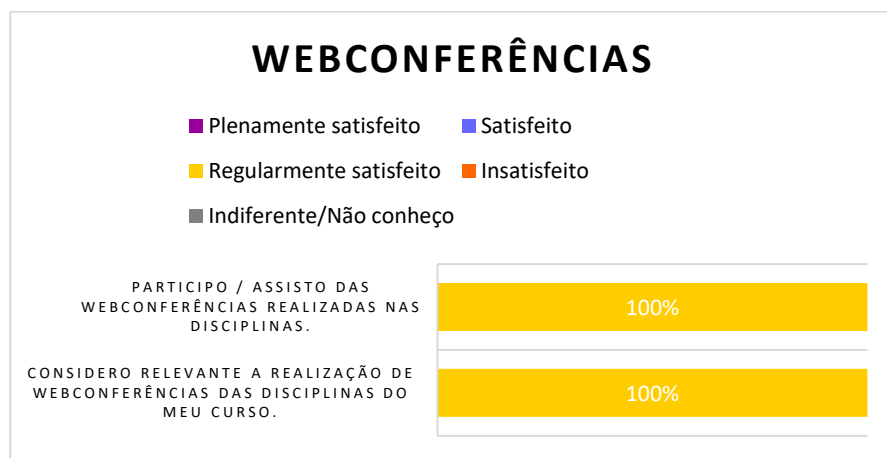 WEBCONFERÊNCIAS
Plenamente satisfeito
Satisfeito
Regularmente satisfeito
Insatisfeito
Indiferente/Não conheço
PARTICIPO / ASSISTO DAS
WEBCONFERÊNCIAS REALIZADAS NAS
DISCIPLINAS.
100%
CONSIDERO RELEVANTE A REALIZAÇÃO DE
WEBCONFERÊNCIAS DAS DISCIPLINAS DO
MEU CURSO.
100%